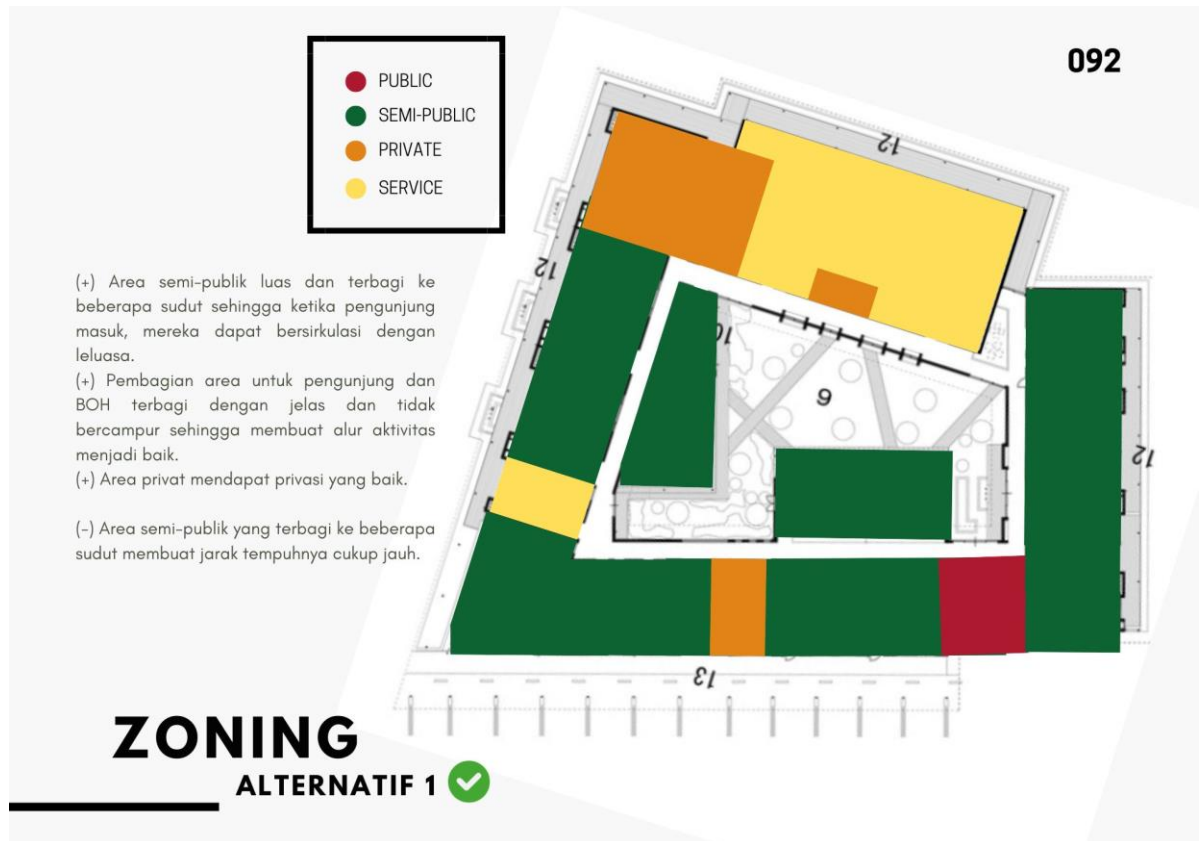 092
PUBLIC
SEMI-PUBLIC
PRIVATE
SERVICE
(+) Area semi-publik luas dan terbagi ke
beberapa sudut sehingga ketika pengunjung
masuk, mereka dapat bersirkulasi dengan
leluasa.
(+) Pembagian area untuk pengunjung dan
BOH terbagi dengan jelas dan tidak
bercampur sehingga membuat alur aktivitas
menjadi baik.
(+) Area privat mendapat privasi yang baik.
(-) Area semi-publik yang terbagi ke beberapa
sudut membuat jarak tempuhnya cukup jauh.
12
12
9
12
13
ZONING
ALTERNATIF 1